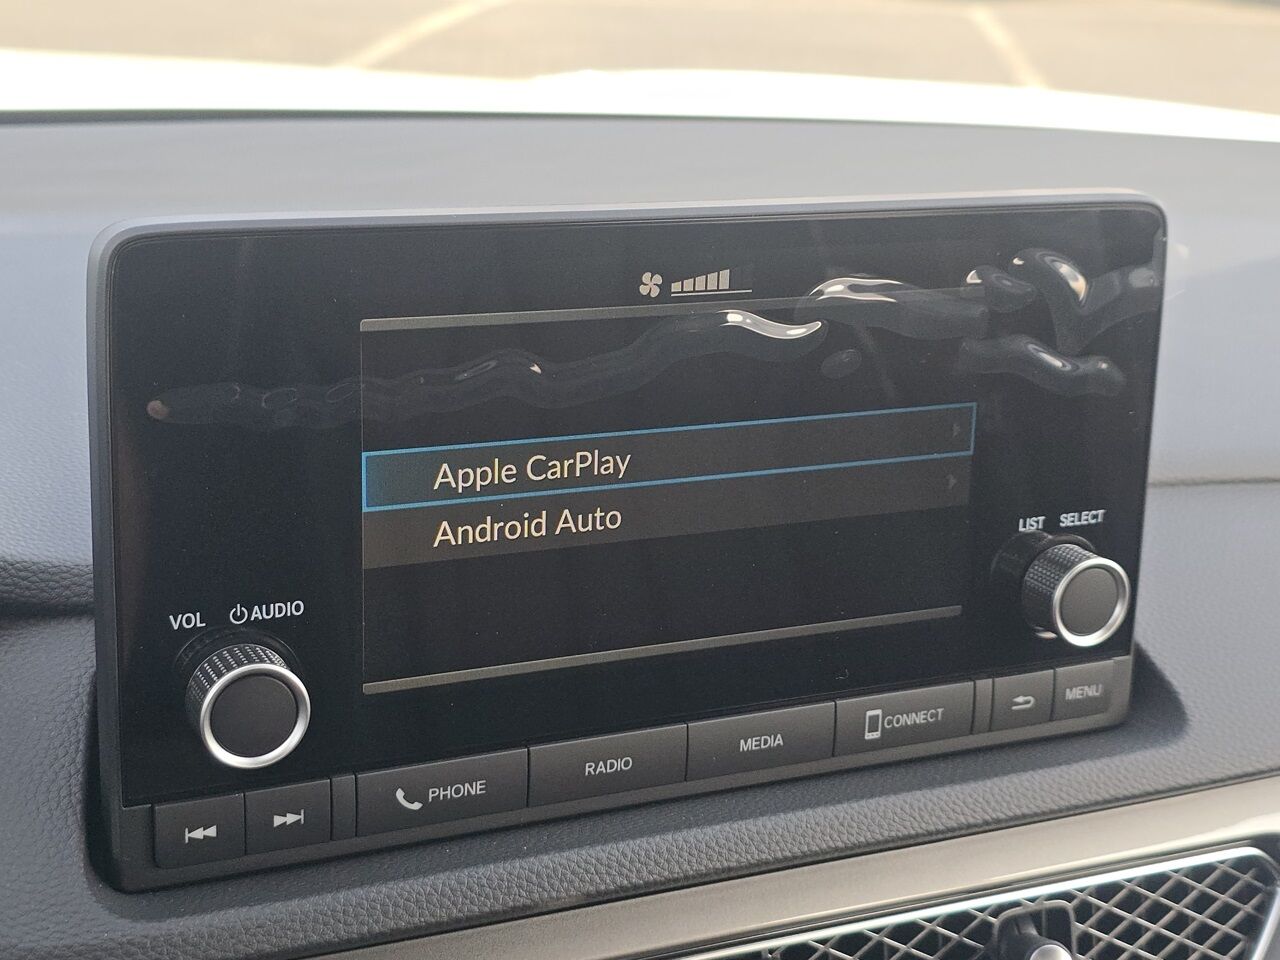 Apple CarPlay
Android Auto
LIST SELECT
VOL AUDIO
PHONE
RADIO
MEDIA
CONNECT
MENU